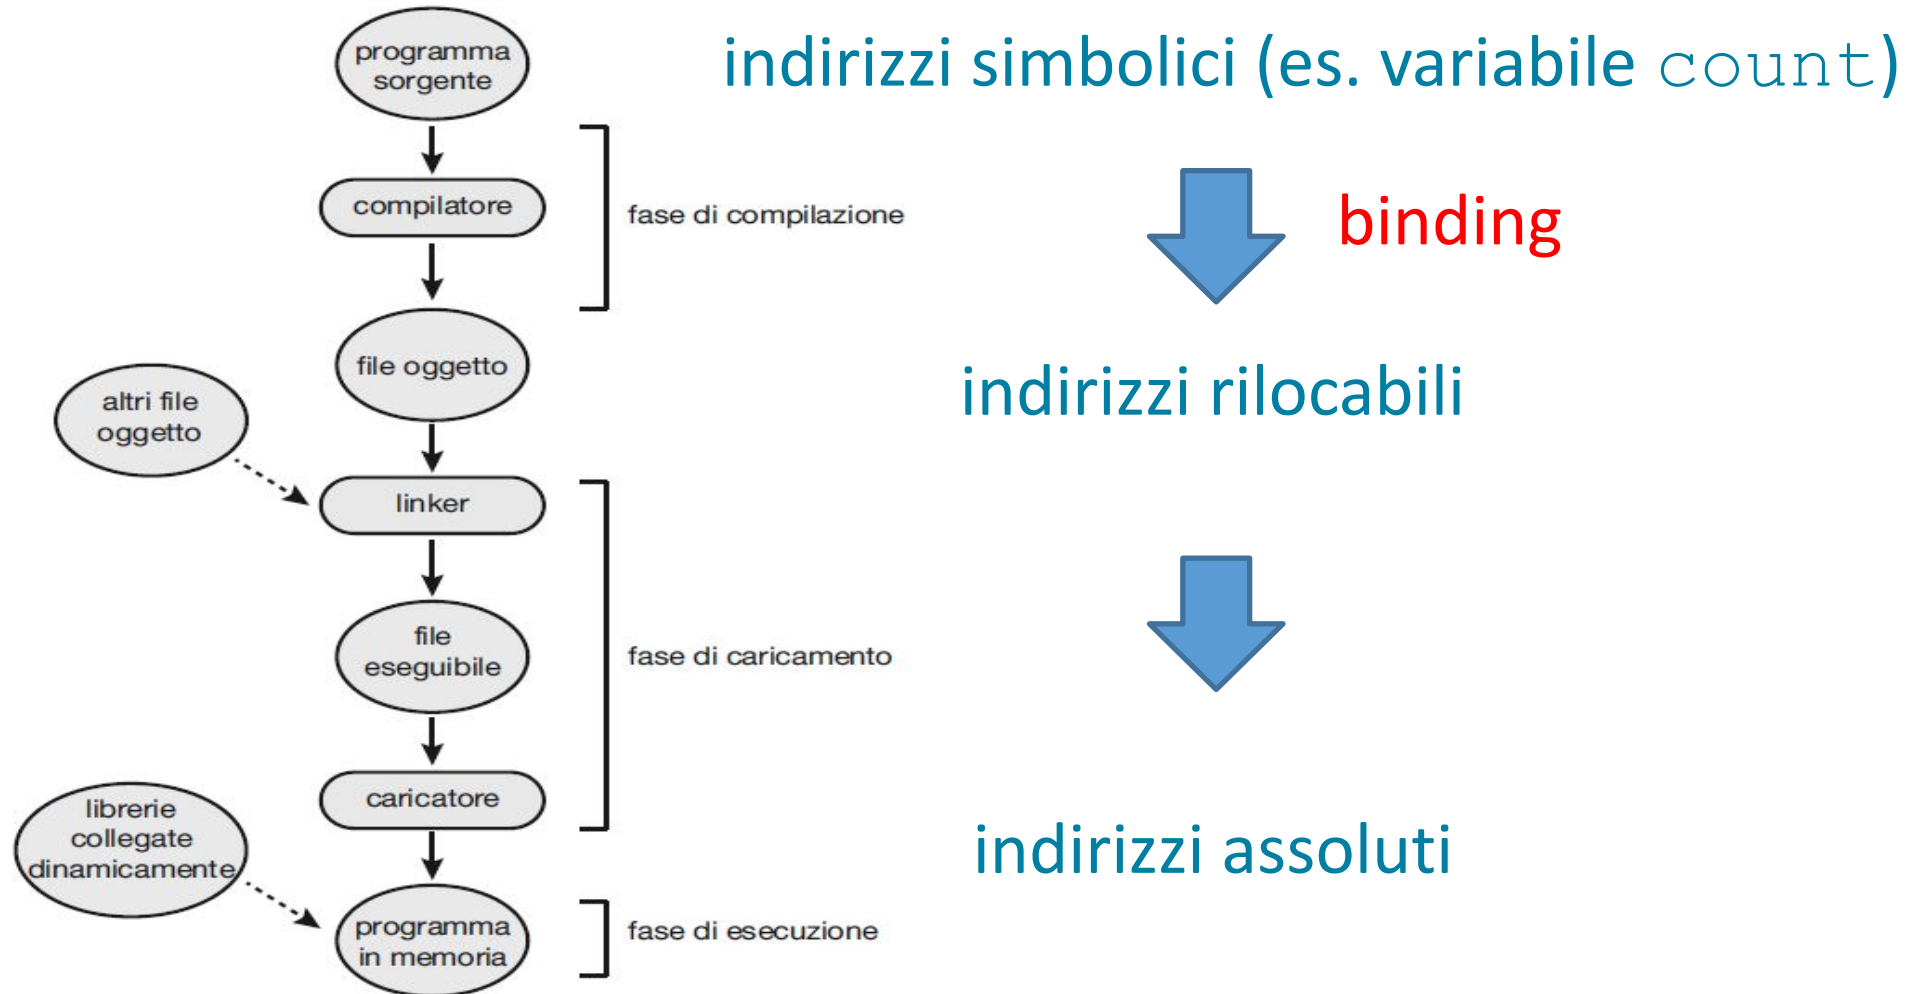 programma
sorgente
indirizzi simbolici (es. variabile count)
compilatore
fase di compilazione
binding
file oggetto
indirizzi rilocabili
altri file
oggetto
linker
file
eseguibile
fase di caricamento
caricatore
librerie
collegate
dinamicamente
indirizzi assoluti
programma
in memoria
fase di esecuzione